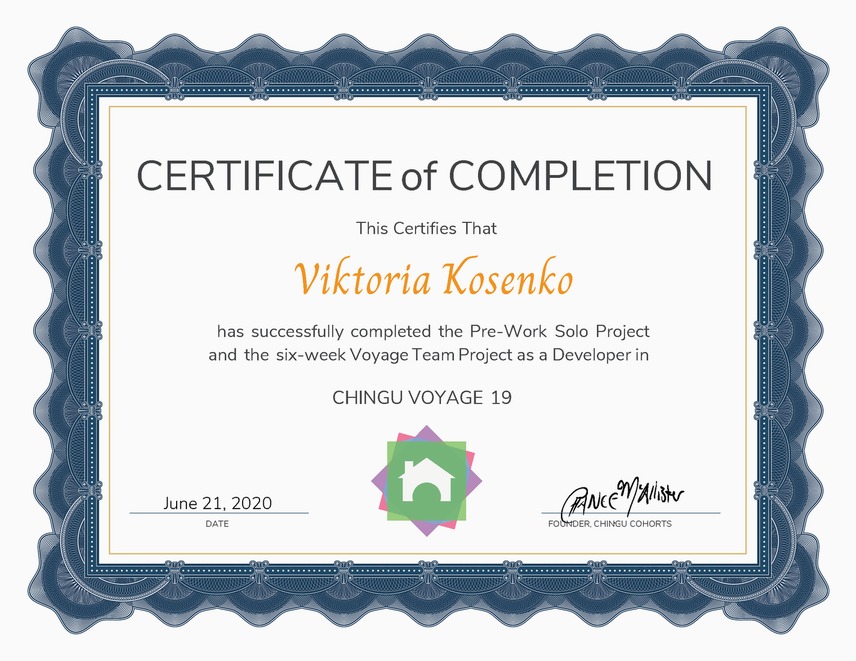 CERTIFICATE of COMPLETION
This Certifies That
Viktoria Kosenko
has successfully completed the Pre-Work Solo Project
and the six-week Voyage Team Project as a Developer in
CHINGU VOYAGE 19
June 21, 2020
Chance McAllister
DATE
FOUNDER, CHINGU COHORTS